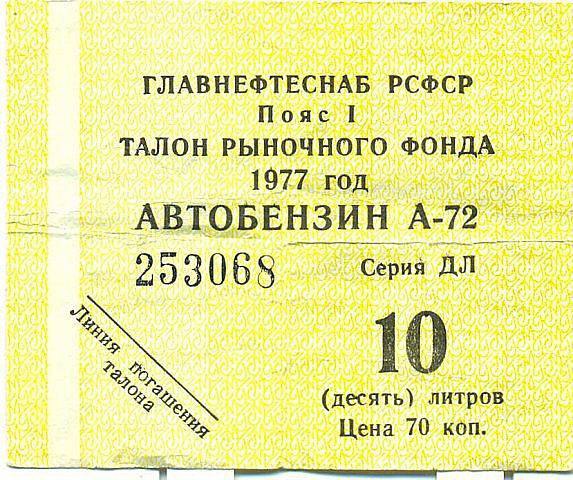 ГЛАВНЕФТЕСНАБ РСФСР
Пояс I
ТАЛОН РЫНОЧНОГО ФОНДА
1977 год
АВТОБЕНЗИН А-72
253068 Серия ДЛ
10
(десять) литров
Цена 70 коп.
Линия погашения
талона